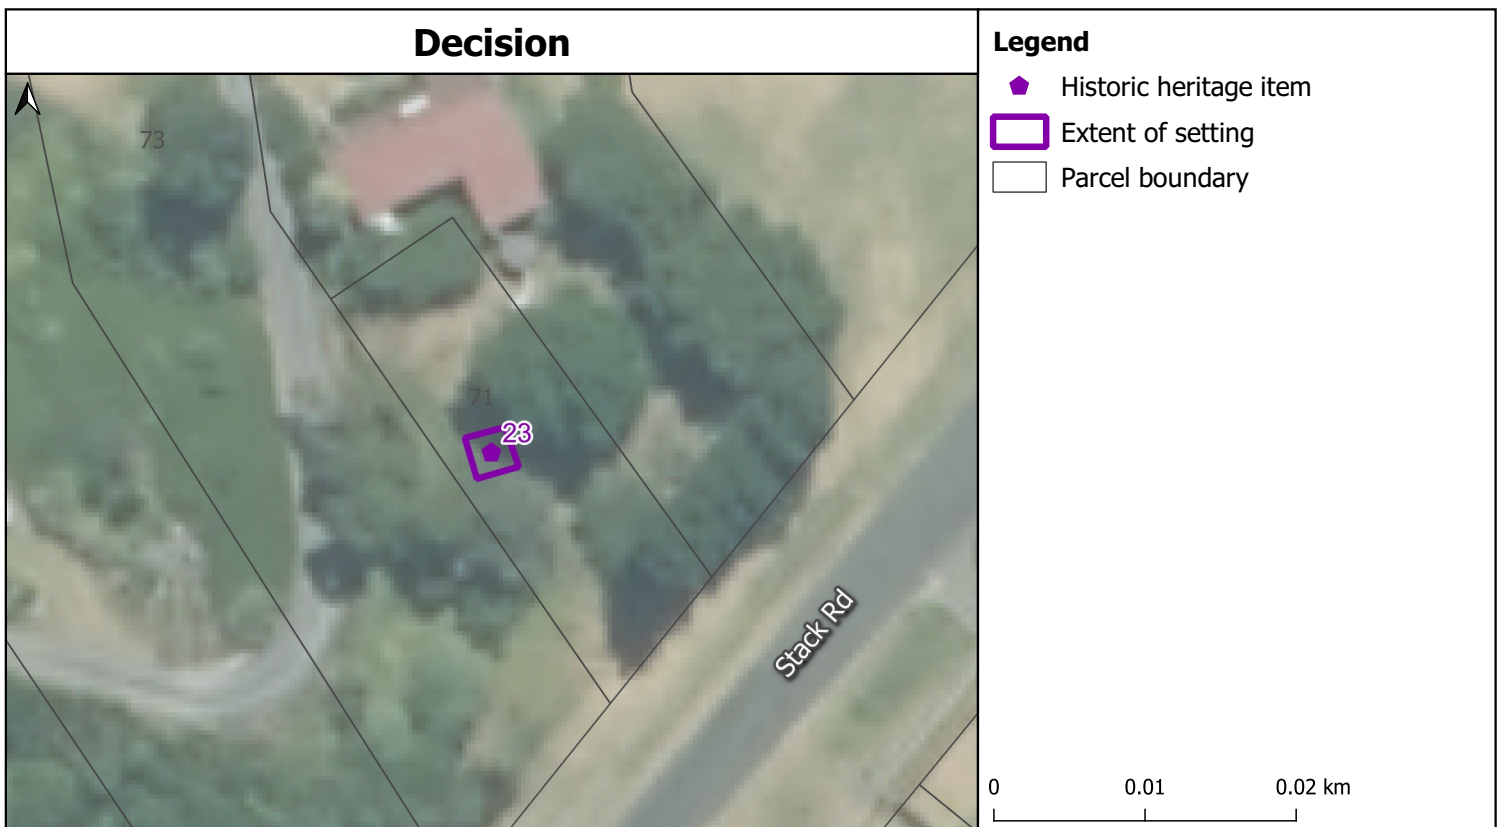 Decision
73
71
23
Stack Rd
Legend
Historic heritage item
Extent of setting
Parcel boundary
0 0.01 0.02 km